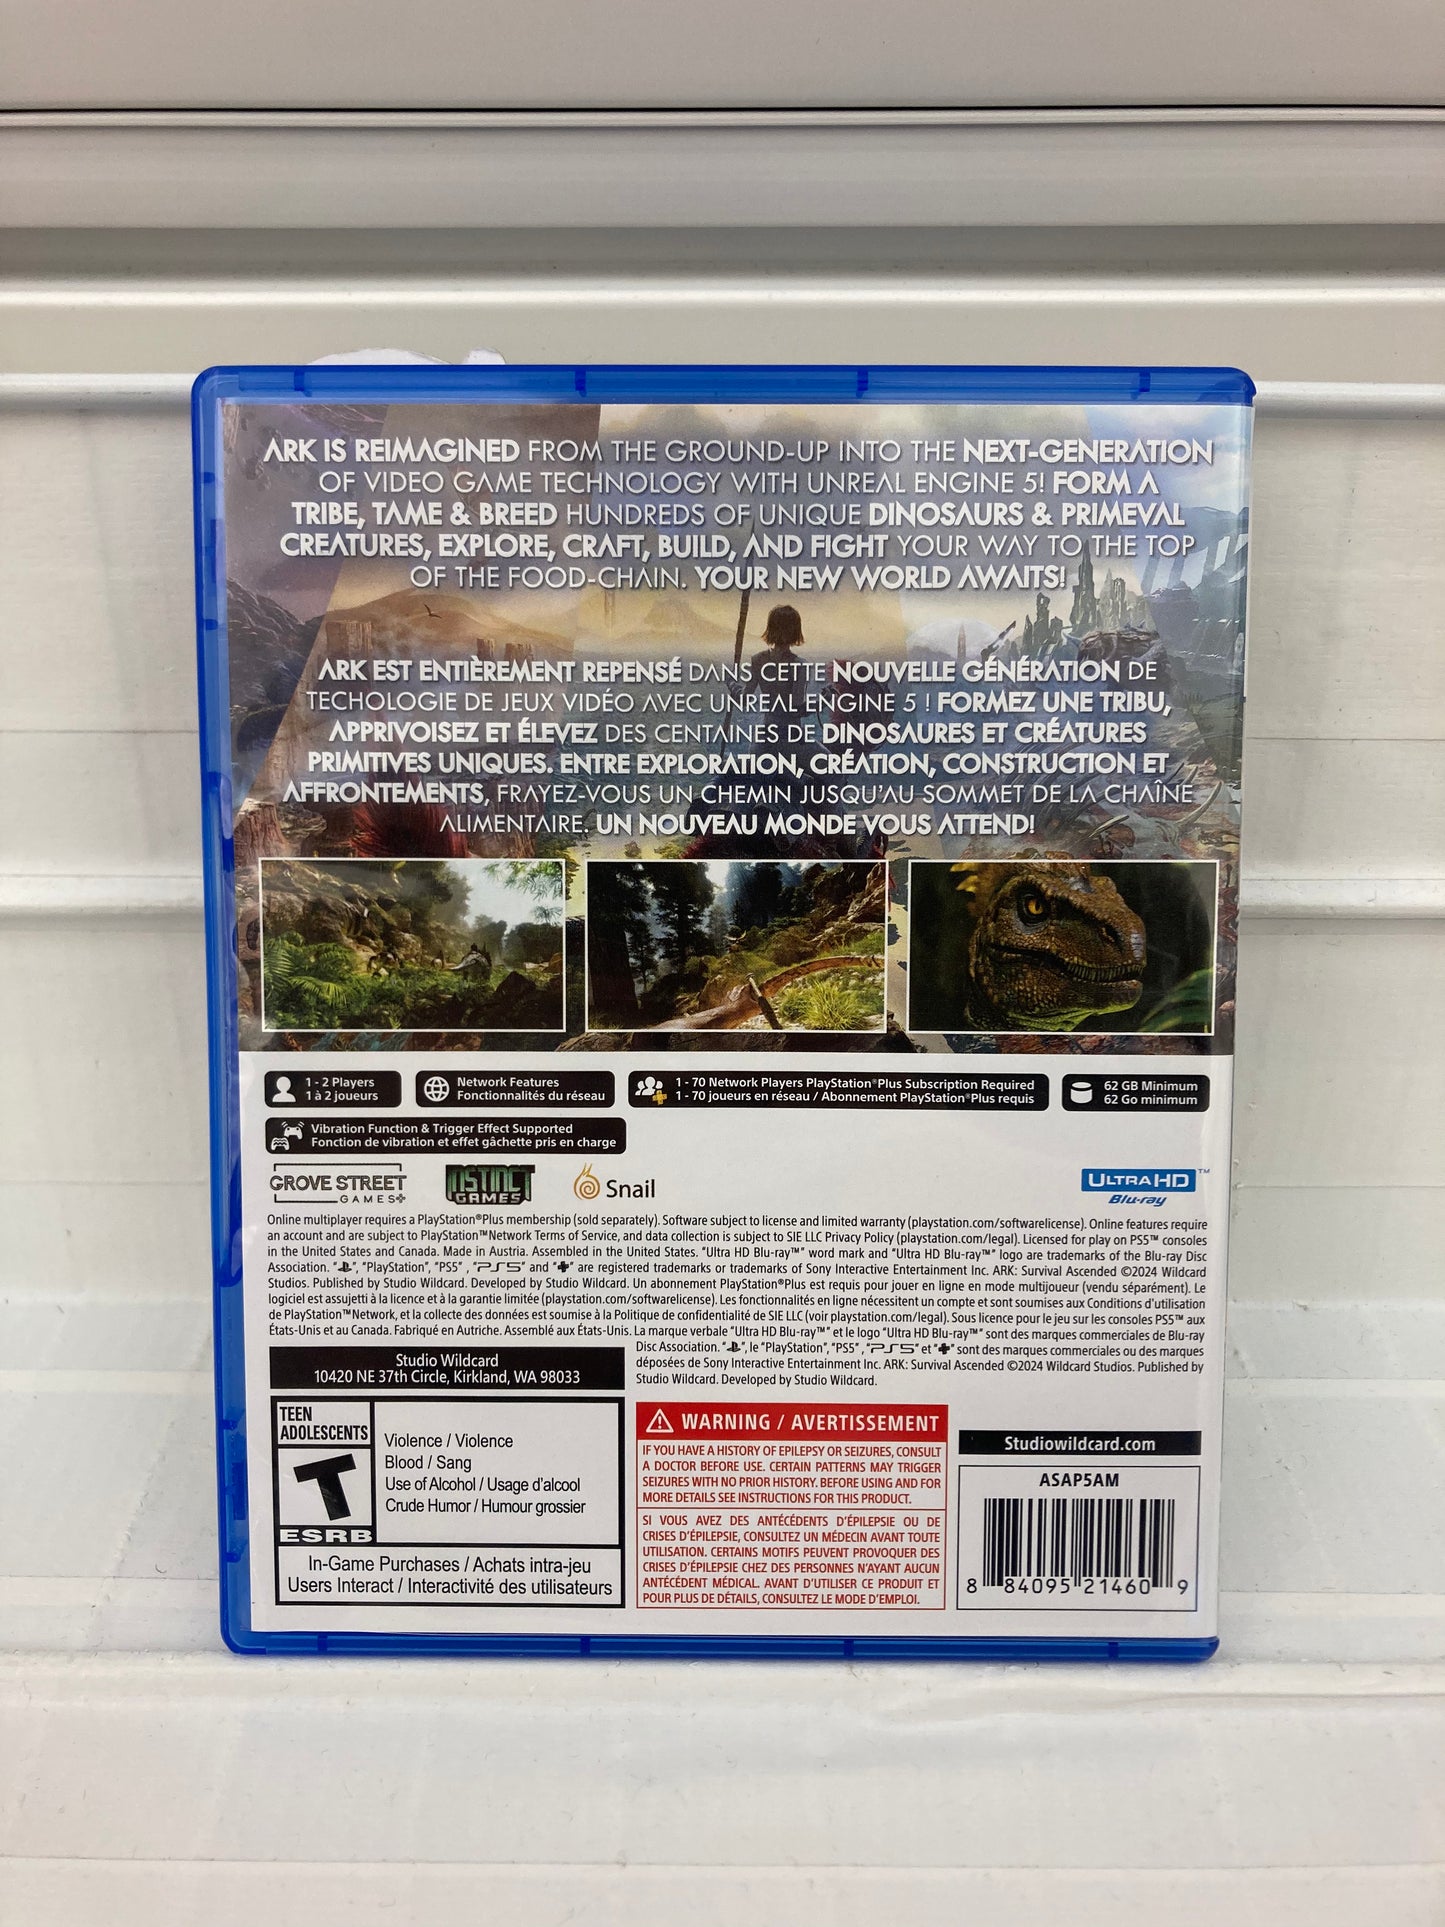 ARK IS REIMAGINED FROM THE GROUND-UP INTO THE NEXT-GENERATION
OF VIDEO GAME TECHNOLOGY WITH UNREAL ENGINE 5! FORM A
TRIBE, TAME & BREED HUNDREDS OF UNIQUE DINOSAURS & PRIMEVAL
CREATURES, EXPLORE, CRAFT, BUILD, AND FIGHT YOUR WAY TO THE TOP
OF THE FOOD-CHAIN. YOUR NEW WORLD AWAITS!
ARK EST ENTIÈREMENT REPENSÉ DANS CETTE NOUVELLE GÉNÉRATION DE
TECHOLOGIE DE JEUX VIDÉO AVEC UNREAL ENGINE 5 ! FORMEZ UNE TRIBU,
APPRIVOISEZ ET ÉLEVEZ DES CENTAINES DE DINOSAURES ET CRÉATURES
PRIMITIVES UNIQUES. ENTRE EXPLORATION, CRÉATION, CONSTRUCTION ET
AFFRONTEMENTS, FRAYEZ-VOUS UN CHEMIN JUSQU'AU SOMMET DE LA CHAÎNE
ALIMENTAIRE. UN NOUVEAU MONDE VOUS ATTEND!
1 - 2 Players
1 à 2 joueurs
Network Features
Fonctionnalités du réseau
1 - 70 Network Players PlayStation®Plus Subscription Required
1 - 70 joueurs en réseau / Abonnement PlayStation®Plus requis
62 GB Minimum
62 Go minimum
Vibration Function & Trigger Effect Supported
Fonction de vibration et effet gâchette pris en charge
GROVE STREET
GAMES
INSTINCT
GAMES
Snail
ULTRA HD™
Blu-ray
Online multiplayer requires a PlayStation®Plus membership (sold separately). Software subject to license and limited warranty (playstation.com/softwarelicense). Online features require
an account and are subject to PlayStation™Network Terms of Service, and data collection is subject to SIE LLC Privacy Policy (playstation.com/legal). Licensed for play on PS5™ consoles
in the United States and Canada. Made in Austria. Assembled in the United States. "Ultra HD Blu-ray™" word mark and "Ultra HD Blu-ray™" logo are trademarks of the Blu-ray Disc
Association. "", "PlayStation", "PS5" , "PS5" and "" are registered trademarks or trademarks of Sony Interactive Entertainment Inc. ARK: Survival Ascended ©2024 Wildcard
Studios. Published by Studio Wildcard. Developed by Studio Wildcard. Un abonnement PlayStation®Plus est requis pour jouer en ligne en mode multijoueur (vendu séparément). Le
logiciel est assujetti à la licence et à la garantie limitée (playstation.com/softwarelicense). Les fonctionnalités en ligne nécessitent un compte et sont soumises aux Conditions d'utilisation
de PlayStation™Network, et la collecte des données est soumise à la Politique de confidentialité de SIE LLC (voir playstation.com/legal). Sous licence pour le jeu sur les consoles PS5™ aux
États-Unis et au Canada. Fabriqué en Autriche. Assemblé aux États-Unis. La marque verbale "Ultra HD Blu-ray™" et le logo "Ultra HD Blu-ray™" sont des marques commerciales de Blu-ray
Disc Association. "", le "PlayStation", "PS5" , "PS5" et "" sont des marques commerciales ou des marques
déposées de Sony Interactive Entertainment Inc. ARK: Survival Ascended ©2024 Wildcard Studios. Published by
Studio Wildcard. Developed by Studio Wildcard.
Studio Wildcard
10420 NE 37th Circle, Kirkland, WA 98033
TEEN
ADOLESCENTS
T
ESRB
Violence / Violence
Blood / Sang
Use of Alcohol / Usage d'alcool
Crude Humor / Humour grossier
In-Game Purchases / Achats intra-jeu
Users Interact / Interactivité des utilisateurs
WARNING / AVERTISSEMENT
IF YOU HAVE A HISTORY OF EPILEPSY OR SEIZURES, CONSULT
A DOCTOR BEFORE USE. CERTAIN PATTERNS MAY TRIGGER
SEIZURES WITH NO PRIOR HISTORY. BEFORE USING AND FOR
MORE DETAILS SEE INSTRUCTIONS FOR THIS PRODUCT.
SI VOUS AVEZ DES ANTÉCÉDENTS D'ÉPILEPSIE OU DE
CRISES D'ÉPILEPSIE, CONSULTEZ UN MÉDECIN AVANT TOUTE
UTILISATION. CERTAINS MOTIFS PEUVENT PROVOQUER DES
CRISES D'ÉPILEPSIE CHEZ DES PERSONNES N'AYANT AUCUN
ANTÉCÉDENT MÉDICAL. AVANT D'UTILISER CE PRODUIT ET
POUR PLUS DE DÉTAILS, CONSULTEZ LE MODE D'EMPLOI.
Studiowildcard.com
ASAP5AM
8 84095 21460 9